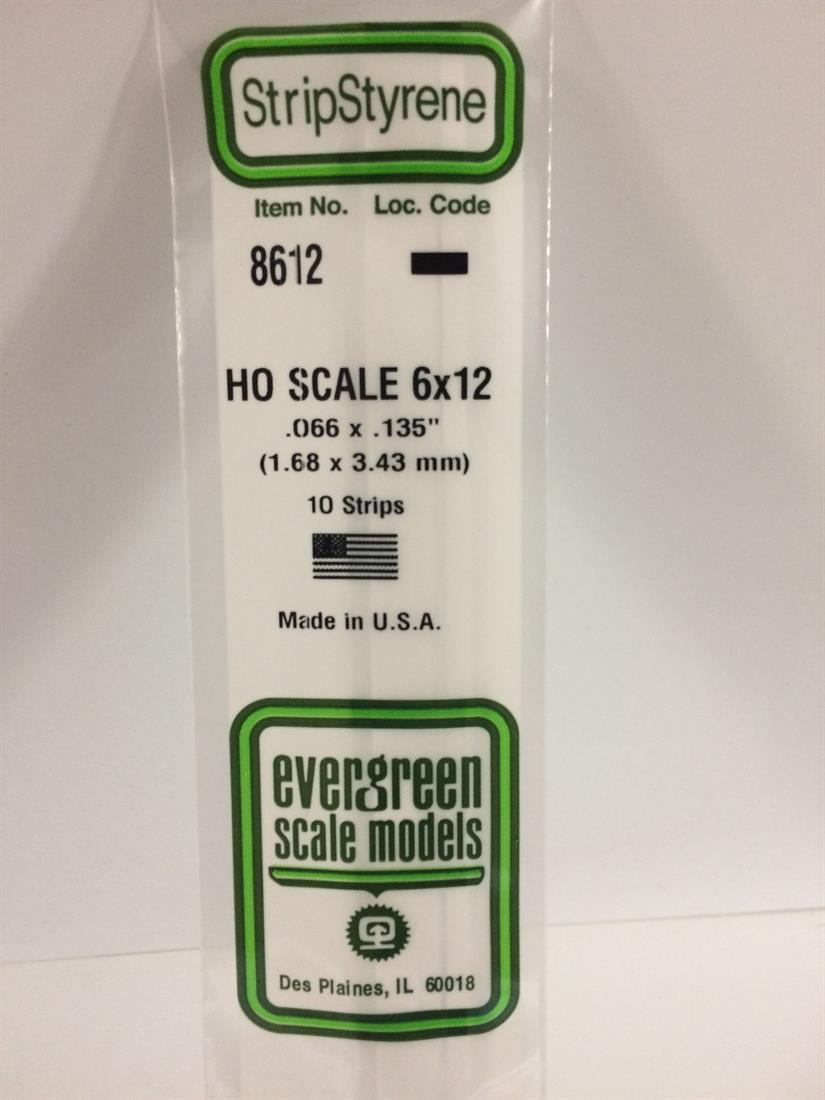 StripStyrene
Item No. Loc. Code
8612
HO SCALE 6x12
.066 x .135"
(1.68 x 3.43 mm)
10 Strips
Made in U.S.A.
evergreen
scale models
Des Plaines, IL 60018